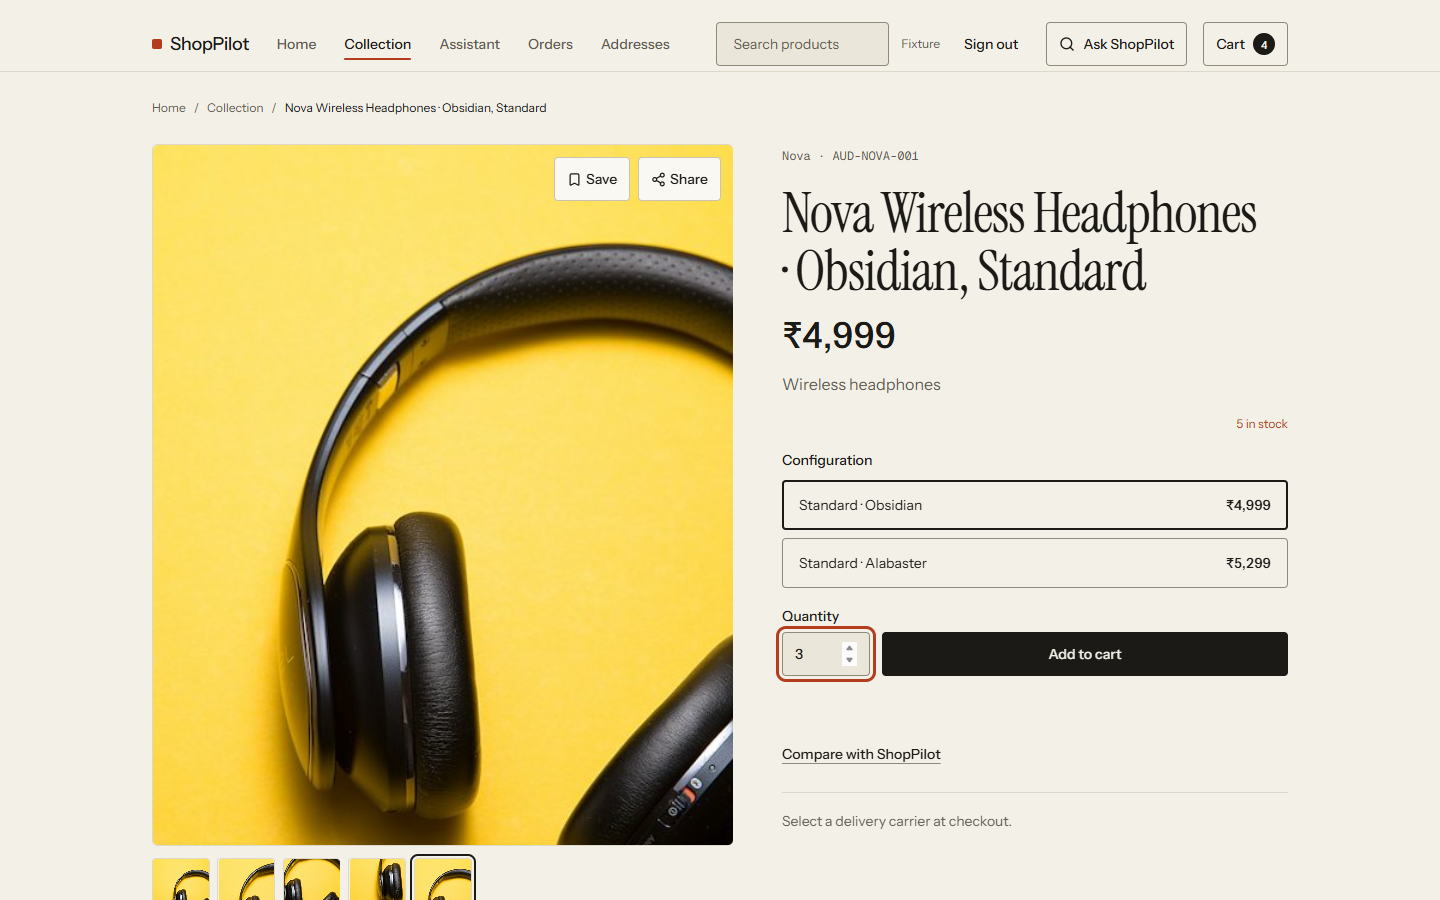 ShopPilot Home Collection Assistant Orders Addresses Search products Fixture Sign out Ask ShopPilot Cart 4
Home / Collection / Nova Wireless Headphones · Obsidian, Standard
Save Share
Nova · AUD-NOVA-001
Nova Wireless Headphones
· Obsidian, Standard
₹4,999
Wireless headphones
5 in stock
Configuration
Standard · Obsidian ₹4,999
Standard · Alabaster ₹5,299
Quantity
3 Add to cart
Compare with ShopPilot
Select a delivery carrier at checkout.